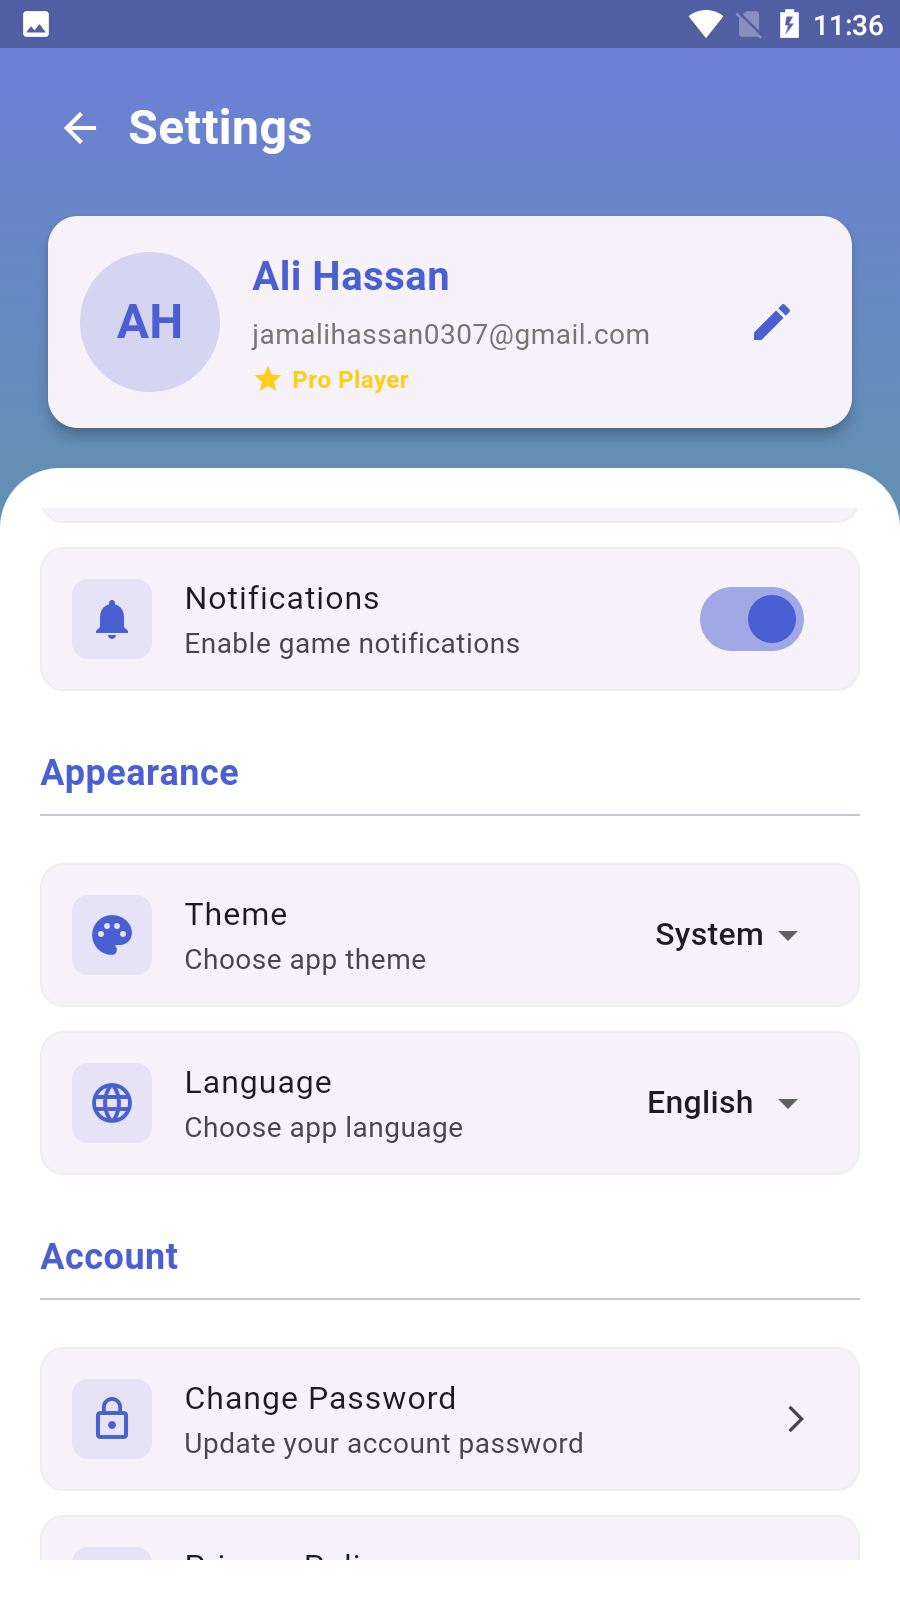 11:36
Settings
AH
Ali Hassan
jamalihassan0307@gmail.com
Pro Player
Notifications
Enable game notifications
Appearance
Theme
Choose app theme
System
Language
Choose app language
English
Account
Change Password
Update your account password